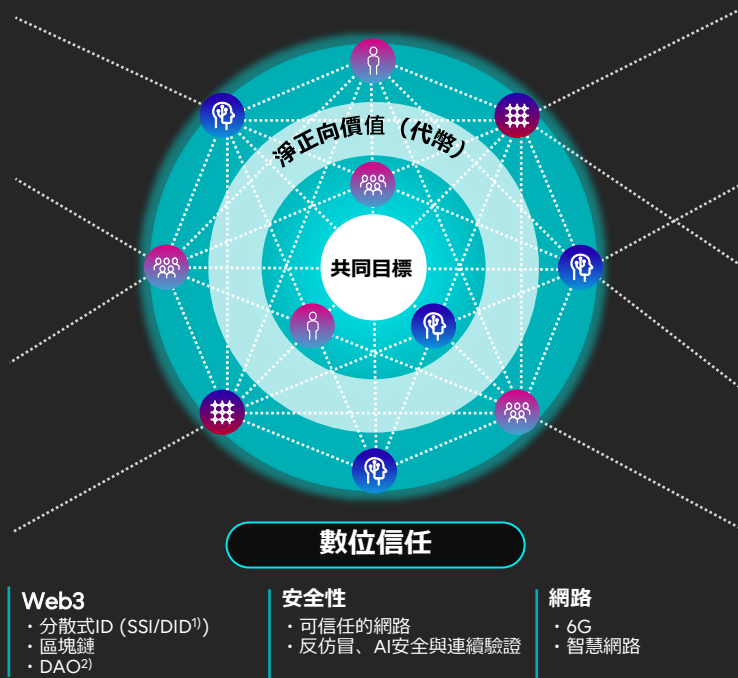 淨正向價值（代幣）
共同目標
數位信任
Web3
・分散式ID (SSI/DID1))
・區塊鏈
・DAO2)
安全性
・可信任的網路
・反仿冒、AI安全與連續驗證
網路
・6G
・智慧網路